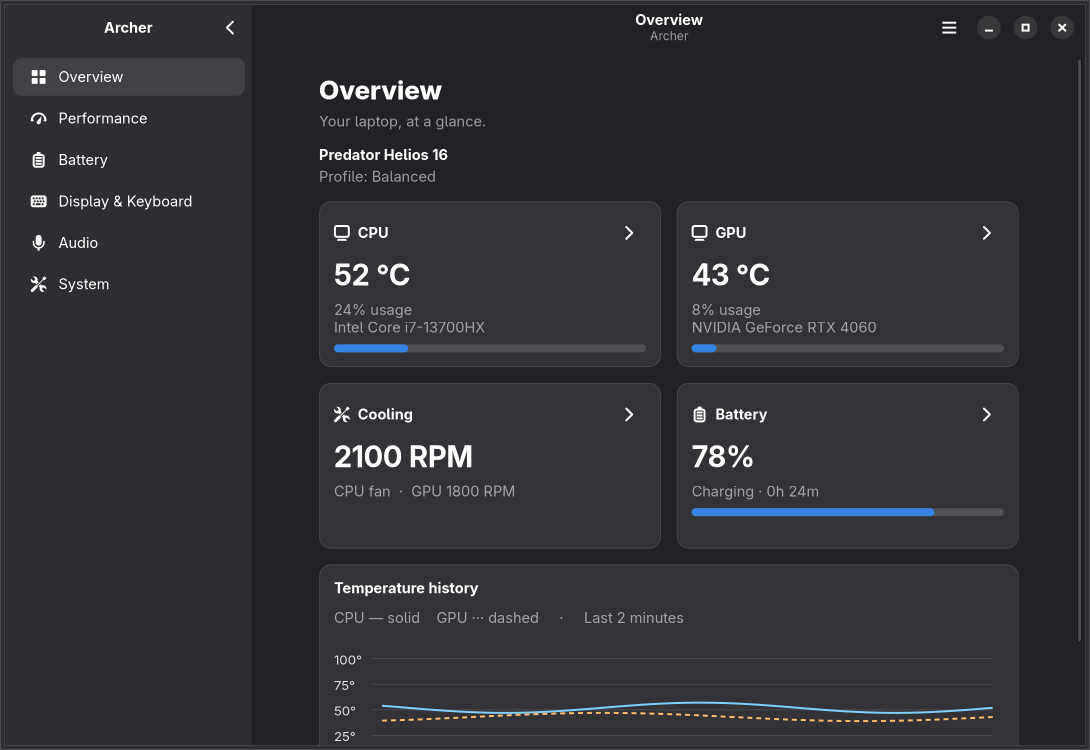 Archer
Overview
Archer
Overview
Performance
Battery
Display & Keyboard
Audio
System
Overview
Your laptop, at a glance.
Predator Helios 16
Profile: Balanced
CPU
52 °C
24% usage
Intel Core i7-13700HX
GPU
43 °C
8% usage
NVIDIA GeForce RTX 4060
Cooling
2100 RPM
CPU fan · GPU 1800 RPM
Battery
78%
Charging · 0h 24m
Temperature history
CPU — solid GPU ··· dashed · Last 2 minutes
100°
75°
50°
25°